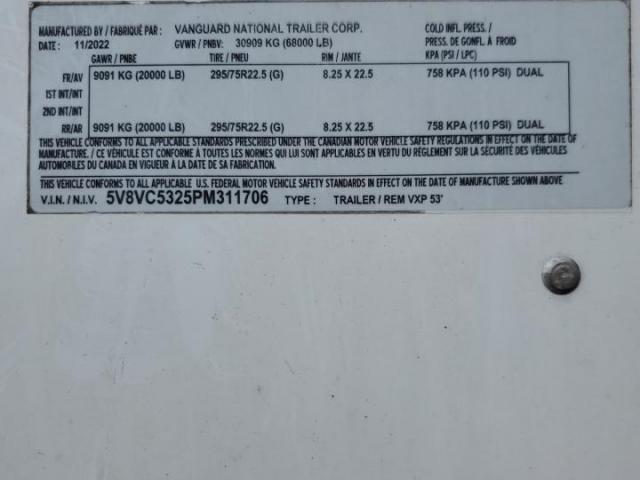 MANUFACTURED BY / FABRIQUÉ PAR : VANGUARD NATIONAL TRAILER CORP.
DATE : 11/2022 GVWR / PNBV: 30909 KG (68000 LB)
COLD INFL. PRESS. /
PRESS. DE GONFL. À FROID
GAWR / PNBE TIRE / PNEU RIM / JANTE KPA (PSI / LPC)
FR/AV 9091 KG (20000 LB) 295/75R22.5 (G) 8.25 X 22.5 758 KPA (110 PSI) DUAL
1ST INT/INT
2ND INT/INT
RR/AR 9091 KG (20000 LB) 295/75R22.5 (G) 8.25 X 22.5 758 KPA (110 PSI) DUAL
THIS VEHICLE CONFORMS TO ALL APPLICABLE STANDARDS PRESCRIBED UNDER THE CANADIAN MOTOR VEHICLE SAFETY REGULATIONS IN EFFECT ON THE DATE OF
MANUFACTURE. / CE VÉHICULE EST CONFORME À TOUTES LES NORMES QUI LUI SONT APPLICABLES EN VERTU DU RÈGLEMENT SUR LA SÉCURITÉ DES VÉHICULES
AUTOMOBILES DU CANADA EN VIGUEUR À LA DATE DE SA FABRICATION.
THIS VEHICLE CONFORMS TO ALL APPLICABLE U.S. FEDERAL MOTOR VEHICLE SAFETY STANDARDS IN EFFECT ON THE DATE OF MANUFACTURE SHOWN ABOVE
V.I.N. / N.I.V. 5V8VC5325PM311706 TYPE : TRAILER / REM VXP 53'